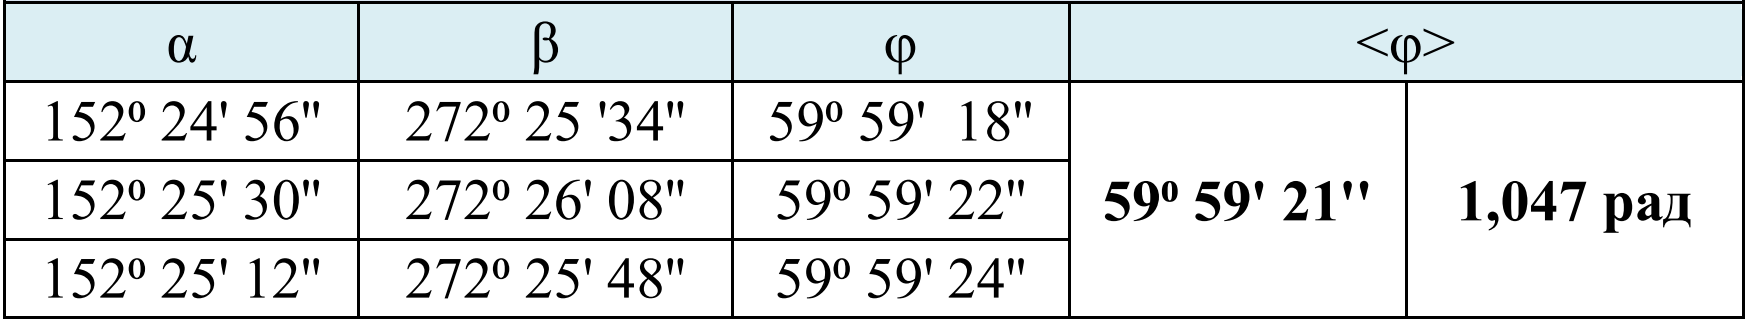 α β φ <φ>
152º 24' 56" 272º 25 '34" 59º 59'  18"
152º 25' 30" 272º 26' 08" 59º 59' 22" 59º 59' 21'' 1,047 рад
152º 25' 12" 272º 25' 48" 59º 59' 24"